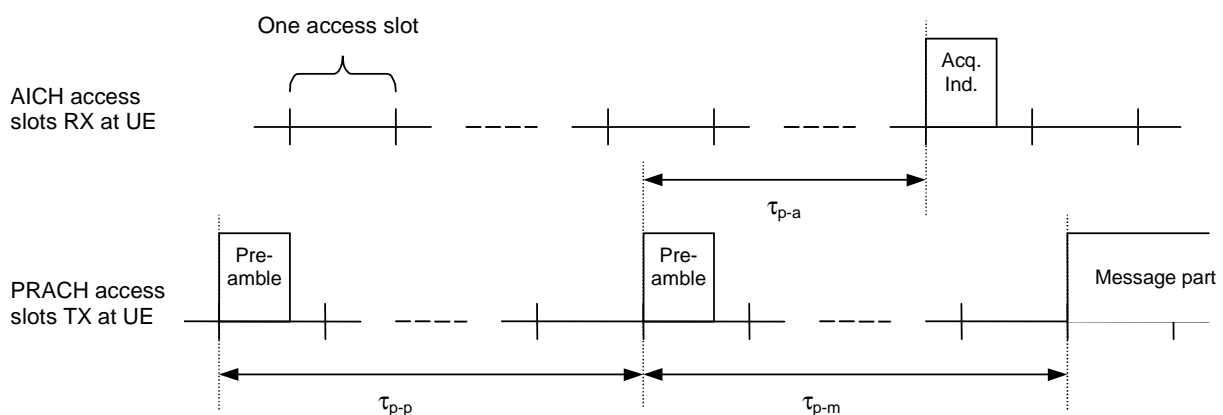 One access slot
AICH access
slots RX at UE
Acq.
Ind.
τp-a
Pre-
amble
Pre-
amble
Message part
PRACH access
slots TX at UE
τp-p
τp-m